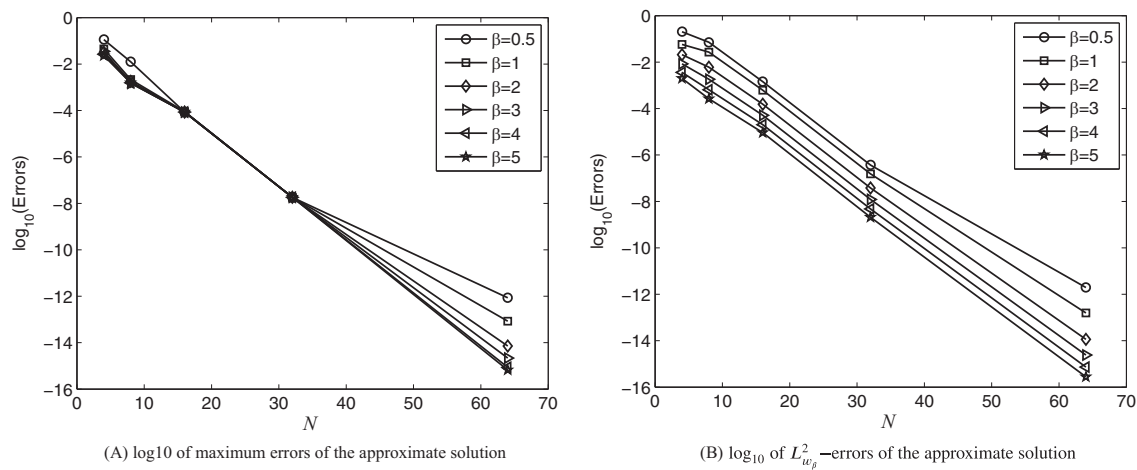 0
−2
−4
−6
−8
−10
−12
−14
−16
log10(Errors)
0 10 20 30 40 50 60 70
N
β=0.5
β=1
β=2
β=3
β=4
β=5
(A) log10 of maximum errors of the approximate solution
0
−2
−4
−6
−8
−10
−12
−14
−16
log10(Errors)
0 10 20 30 40 50 60 70
N
β=0.5
β=1
β=2
β=3
β=4
β=5
(B) log10 of L²wβ−errors of the approximate solution